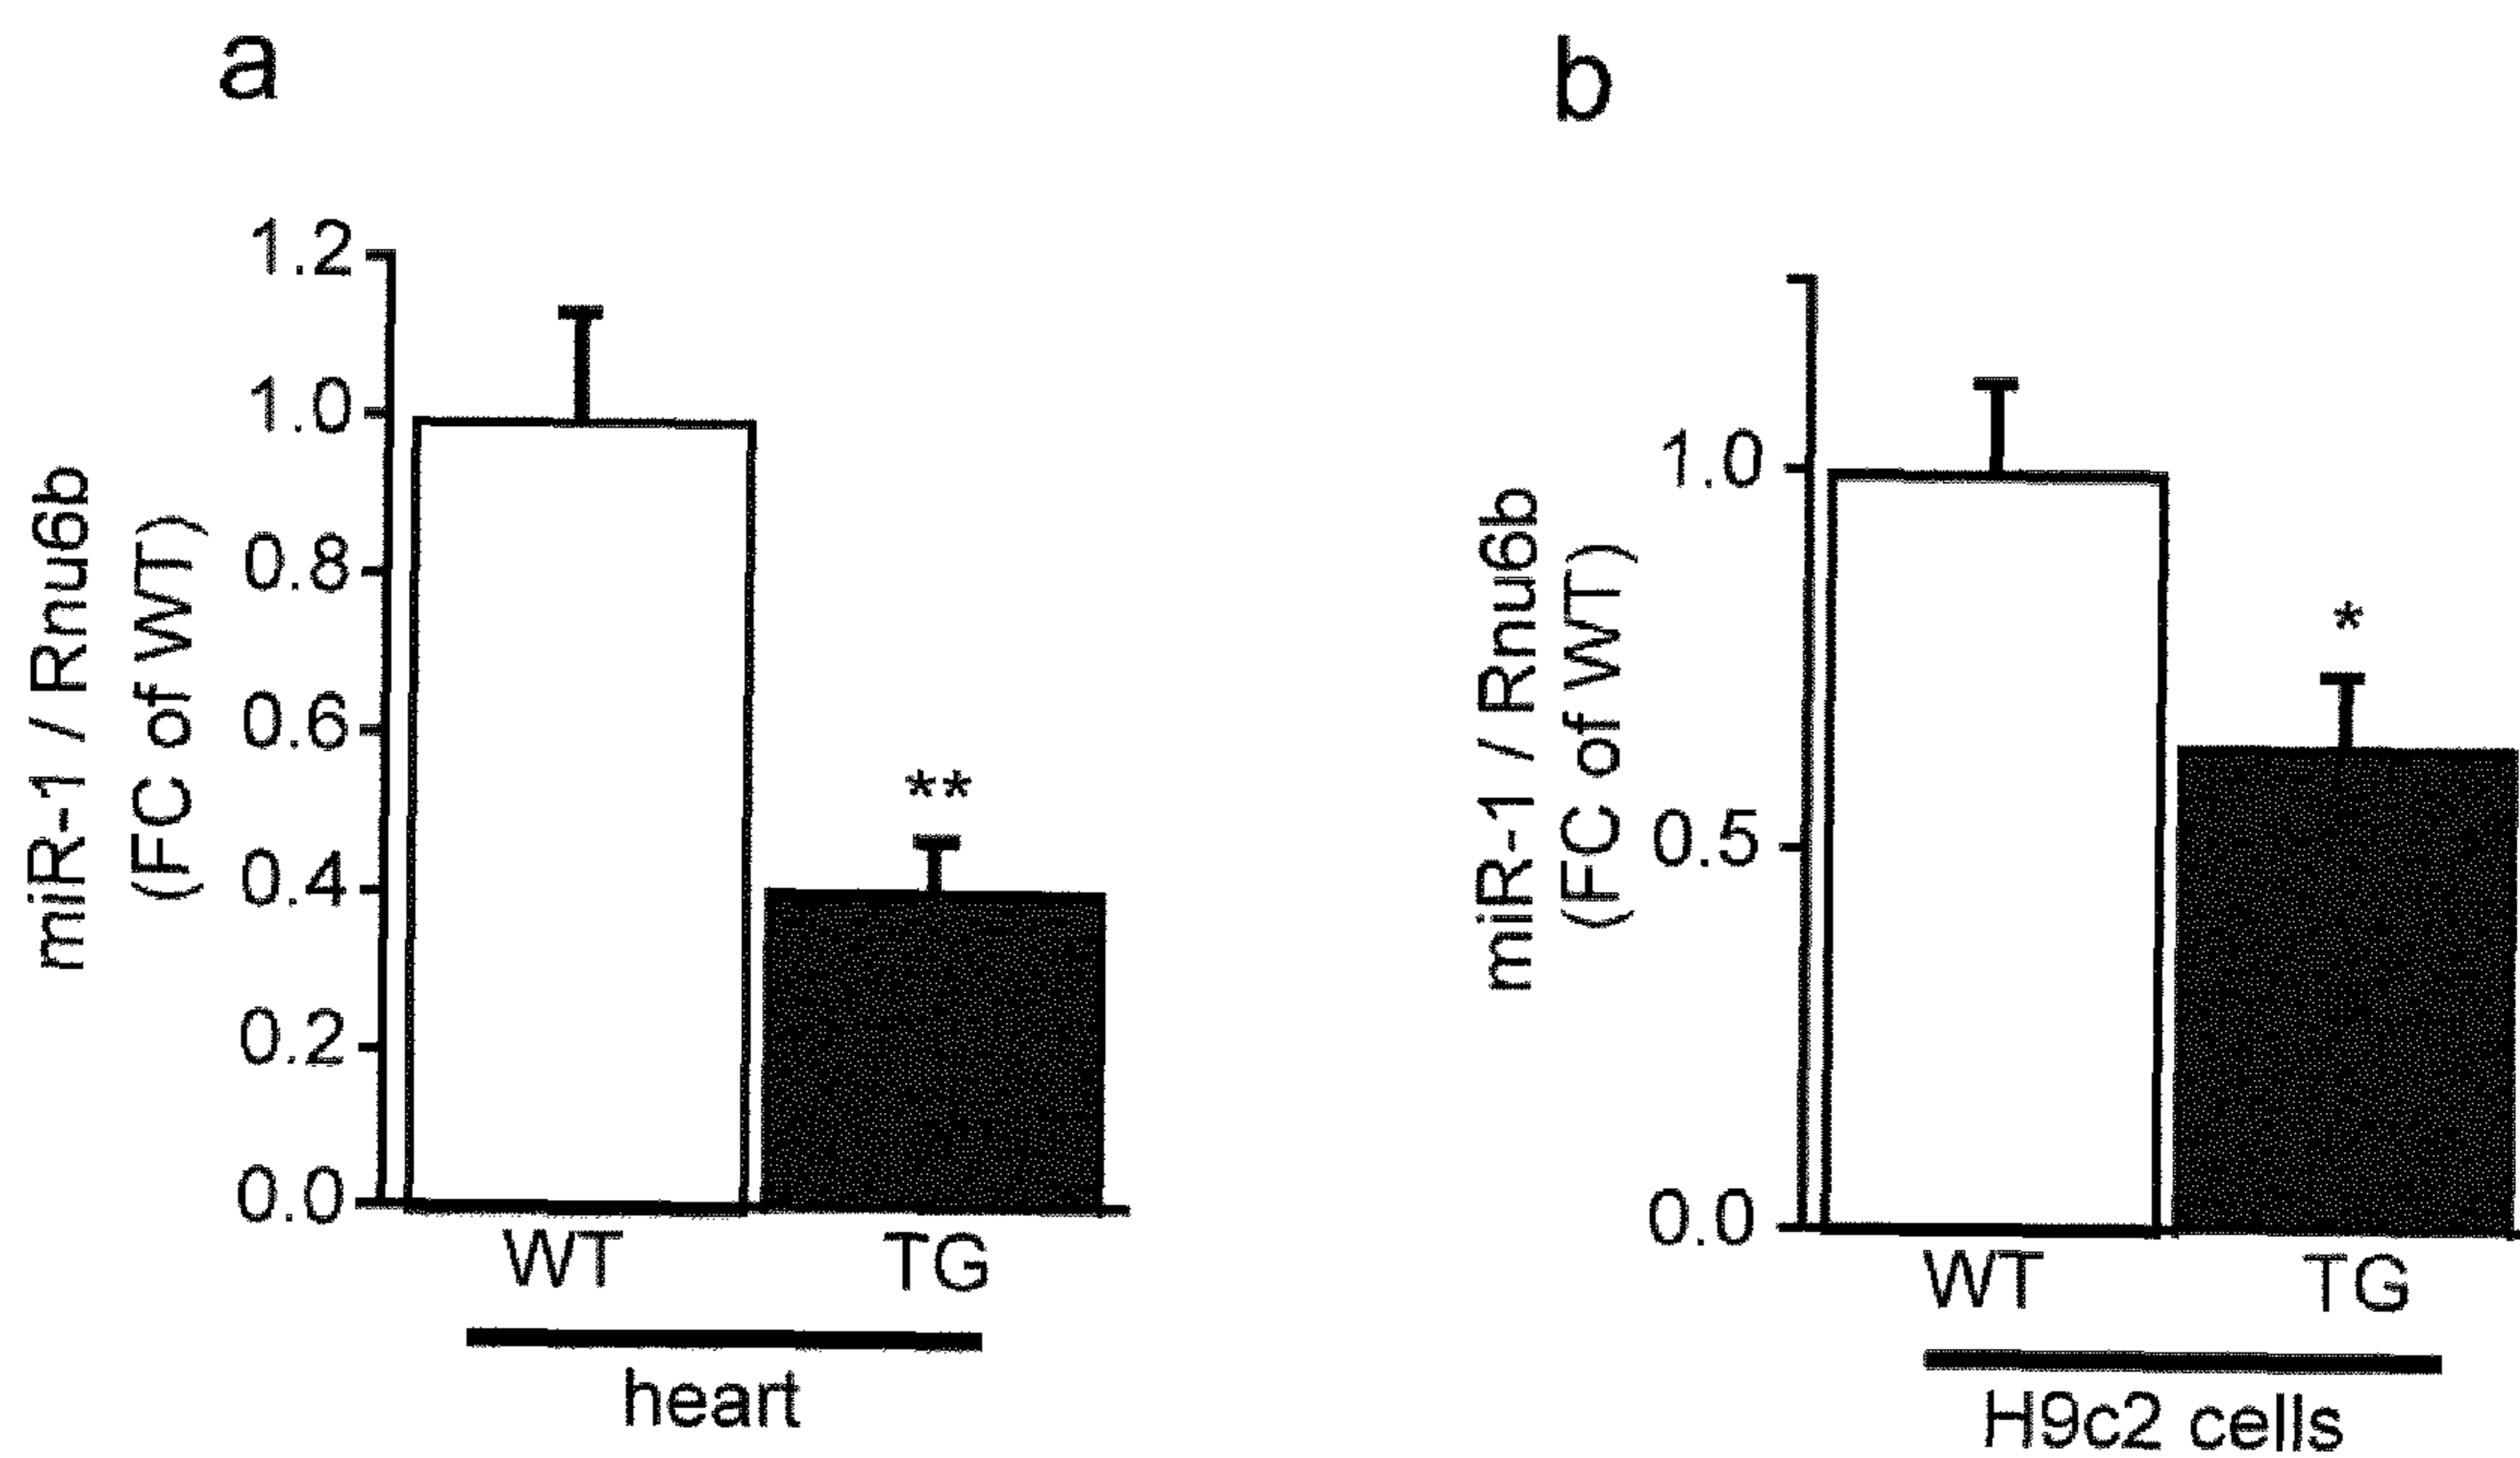 a
miR-1 / Rnu6b
(FC of WT)
1.2
1.0
0.8
0.6
0.4
0.2
0.0
**
WT
TG
heart
b
miR-1 / Rnu6b
(FC of WT)
1.0
0.5
0.0
*
WT
TG
H9c2 cells